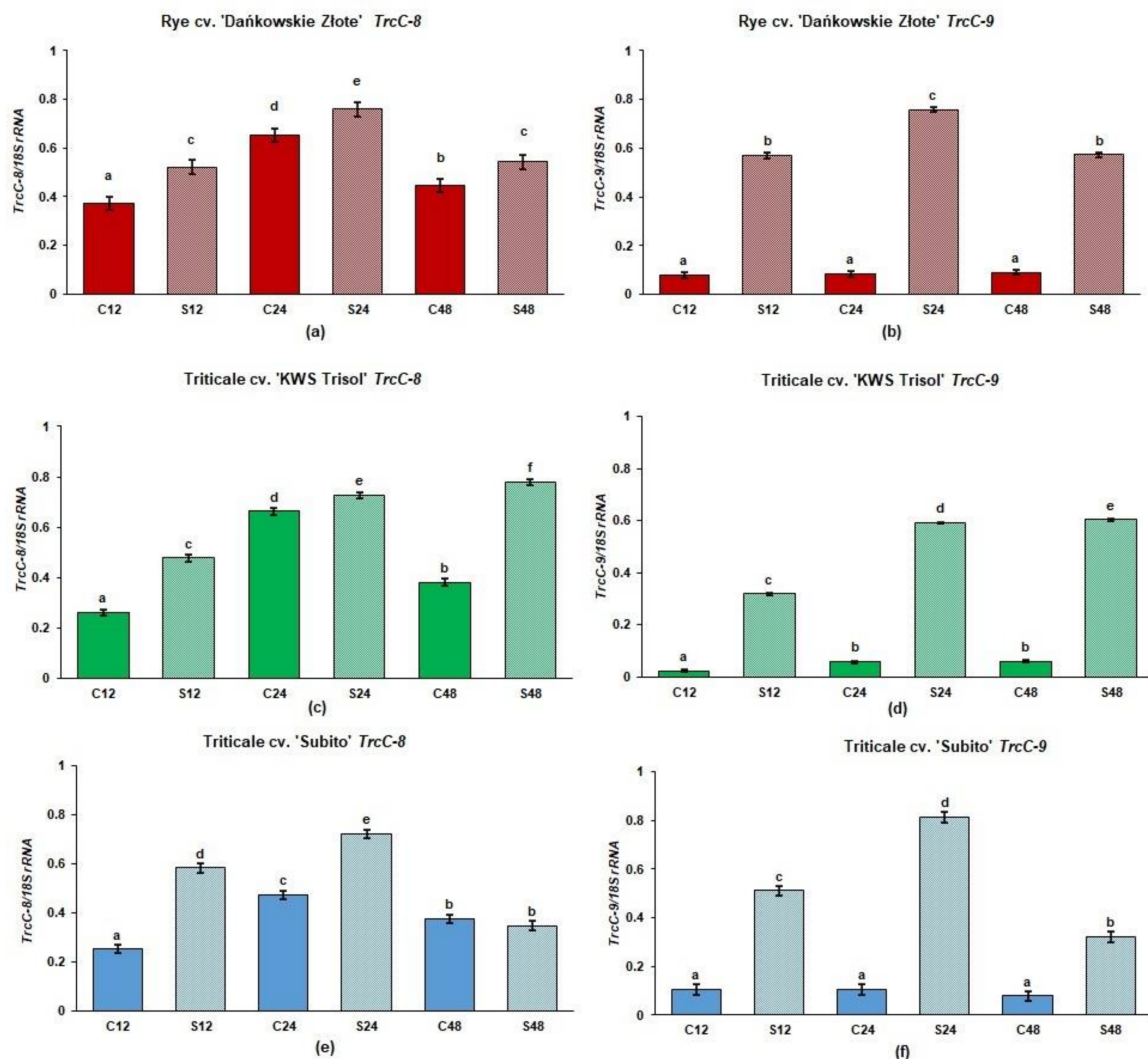 Rye cv. 'Dańkowskie Złote' TrcC-8
TrcC-8/18S rRNA
1
0.8
0.6
0.4
0.2
0
a
c
d
e
b
c
C12 S12 C24 S24 C48 S48
(a)
Rye cv. 'Dańkowskie Złote' TrcC-9
TrcC-9/18S rRNA
1
0.8
0.6
0.4
0.2
0
a
b
a
c
a
b
C12 S12 C24 S24 C48 S48
(b)
Triticale cv. 'KWS Trisol' TrcC-8
TrcC-8/18S rRNA
1
0.8
0.6
0.4
0.2
0
a
c
d
e
b
f
C12 S12 C24 S24 C48 S48
(c)
Triticale cv. 'KWS Trisol' TrcC-9
TrcC-9/18S rRNA
1
0.8
0.6
0.4
0.2
0
a
c
b
d
b
e
C12 S12 C24 S24 C48 S48
(d)
Triticale cv. 'Subito' TrcC-8
TrcC-8/18S rRNA
1
0.8
0.6
0.4
0.2
0
a
d
c
e
b
b
C12 S12 C24 S24 C48 S48
(e)
Triticale cv. 'Subito' TrcC-9
TrcC-9/18S rRNA
1
0.8
0.6
0.4
0.2
0
a
c
a
d
a
b
C12 S12 C24 S24 C48 S48
(f)